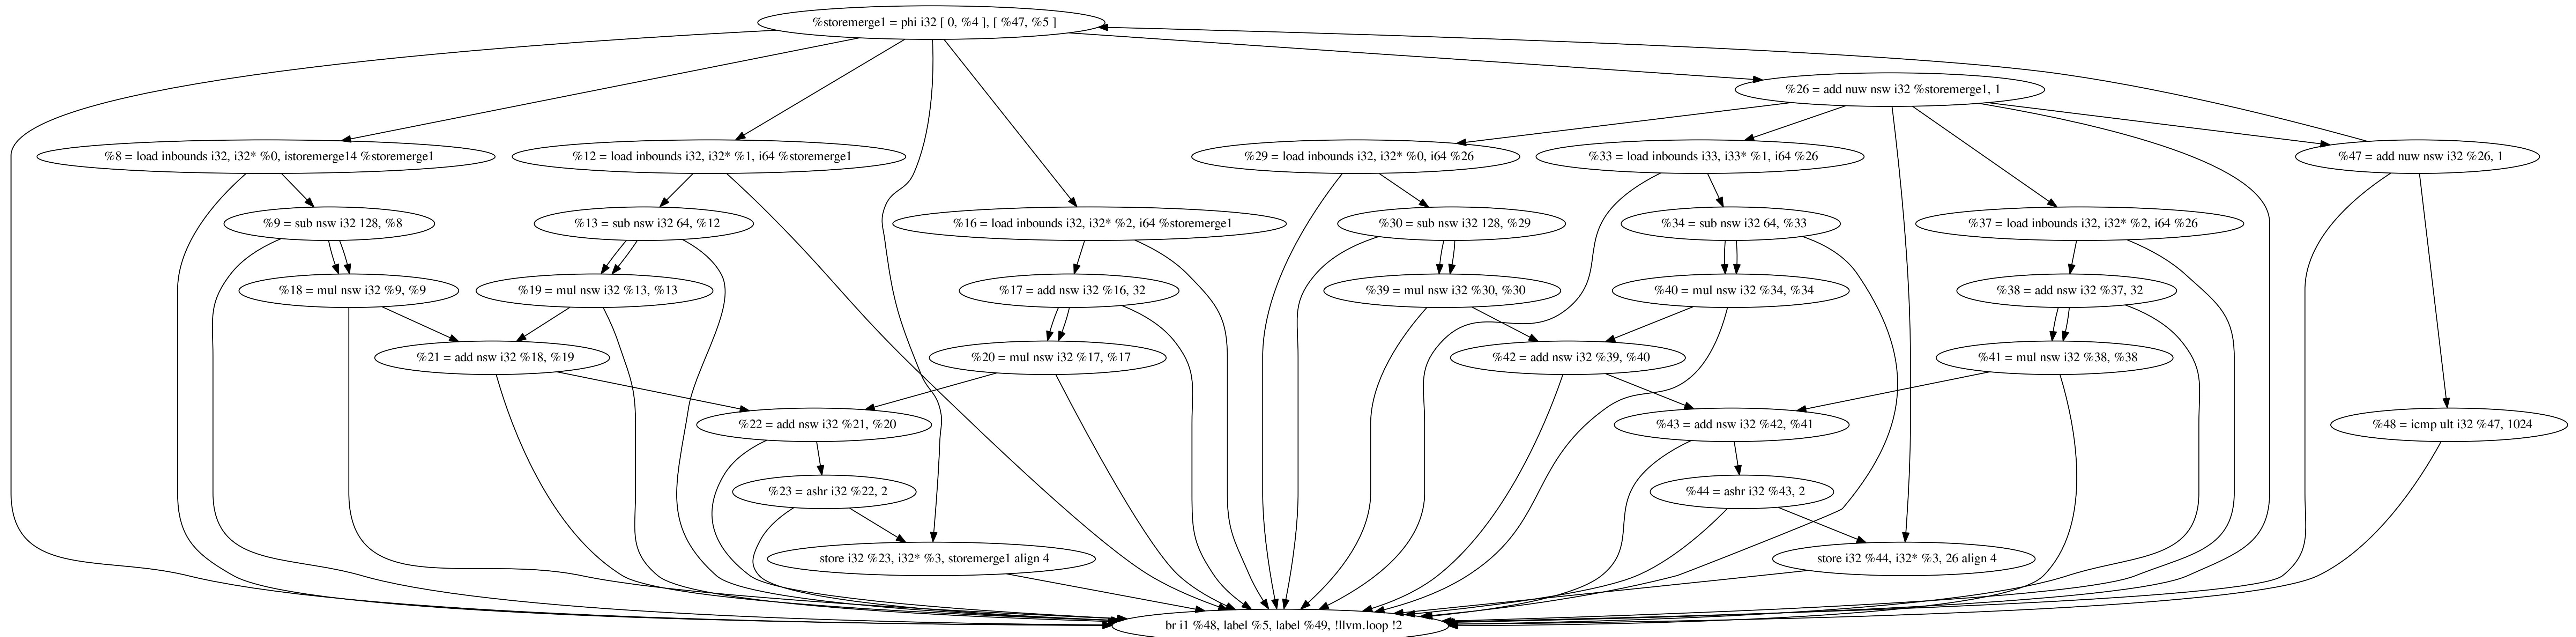 %storemerge1 = phi i32 [ 0, %4 ], [ %47, %5 ]
%26 = add nuw nsw i32 %storemerge1, 1
%8 = load inbounds i32, i32* %0, istoremerge14 %storemerge1
%12 = load inbounds i32, i32* %1, i64 %storemerge1
%29 = load inbounds i32, i32* %0, i64 %26
%33 = load inbounds i33, i33* %1, i64 %26
%47 = add nuw nsw i32 %26, 1
%9 = sub nsw i32 128, %8
%13 = sub nsw i32 64, %12
%16 = load inbounds i32, i32* %2, i64 %storemerge1
%30 = sub nsw i32 128, %29
%34 = sub nsw i32 64, %33
%37 = load inbounds i32, i32* %2, i64 %26
%18 = mul nsw i32 %9, %9
%19 = mul nsw i32 %13, %13
%17 = add nsw i32 %16, 32
%39 = mul nsw i32 %30, %30
%40 = mul nsw i32 %34, %34
%38 = add nsw i32 %37, 32
%21 = add nsw i32 %18, %19
%20 = mul nsw i32 %17, %17
%42 = add nsw i32 %39, %40
%41 = mul nsw i32 %38, %38
%22 = add nsw i32 %21, %20
%43 = add nsw i32 %42, %41
%48 = icmp ult i32 %47, 1024
%23 = ashr i32 %22, 2
%44 = ashr i32 %43, 2
store i32 %23, i32* %3, storemerge1 align 4
store i32 %44, i32* %3, 26 align 4
br i1 %48, label %5, label %49, !llvm.loop !2